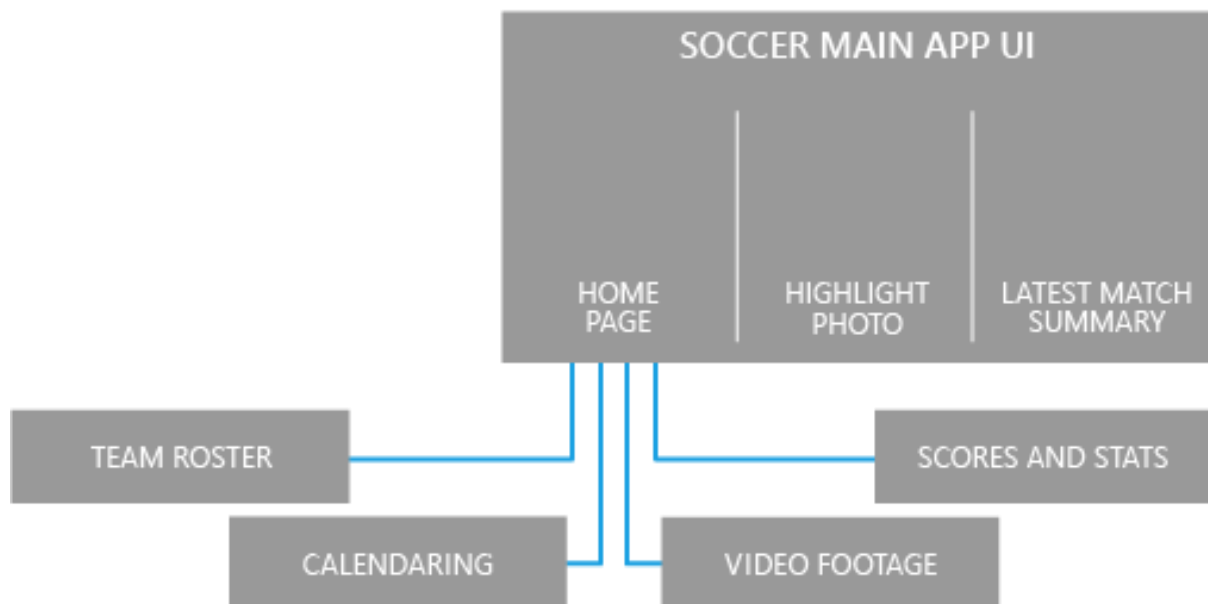 SOCCER MAIN APP UI
HOME
PAGE
HIGHLIGHT
PHOTO
LATEST MATCH
SUMMARY
TEAM ROSTER
SCORES AND STATS
CALENDARING
VIDEO FOOTAGE